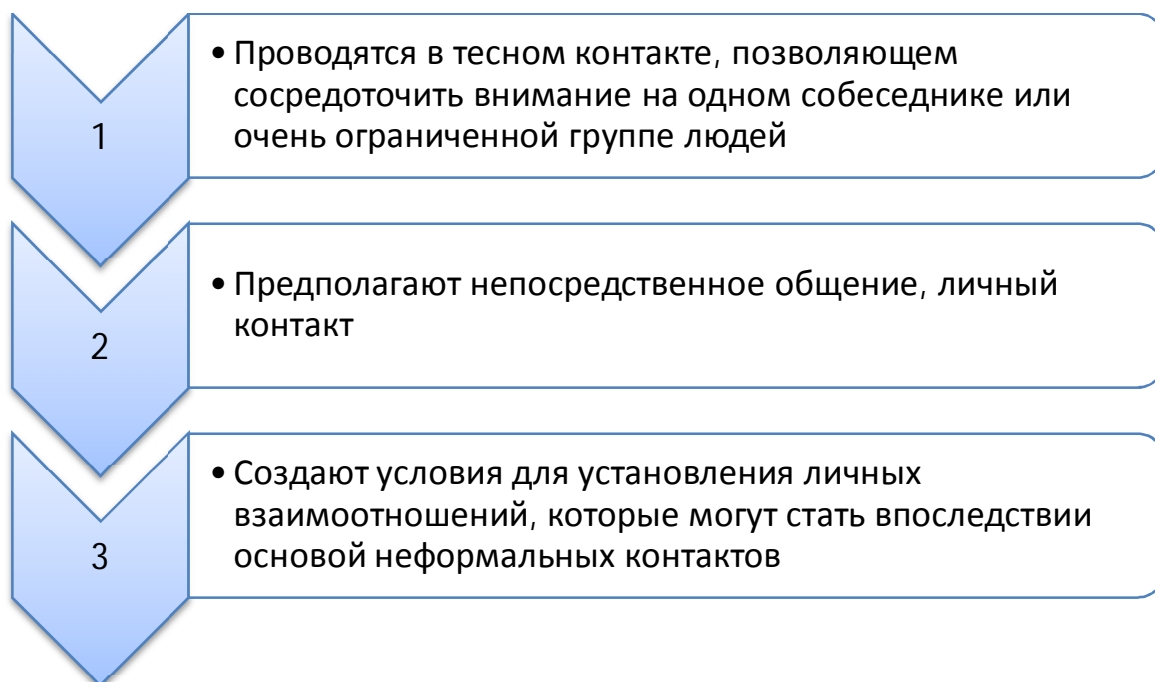 1
• Проводятся в тесном контакте, позволяющем
сосредоточить внимание на одном собеседнике или
очень ограниченной группе людей
2
• Предполагают непосредственное общение, личный
контакт
3
• Создают условия для установления личных
взаимоотношений, которые могут стать впоследствии
основой неформальных контактов